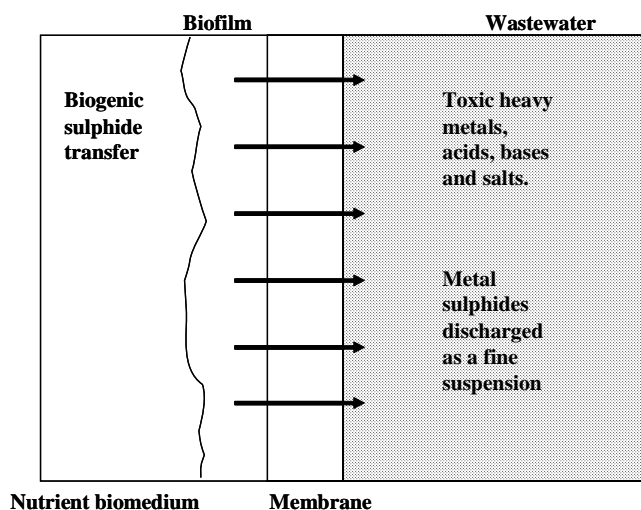 Biofilm
Wastewater
Biogenic
sulphide
transfer
Toxic heavy
metals,
acids, bases
and salts.
Metal
sulphides
discharged
as a fine
suspension
Nutrient biomedium
Membrane